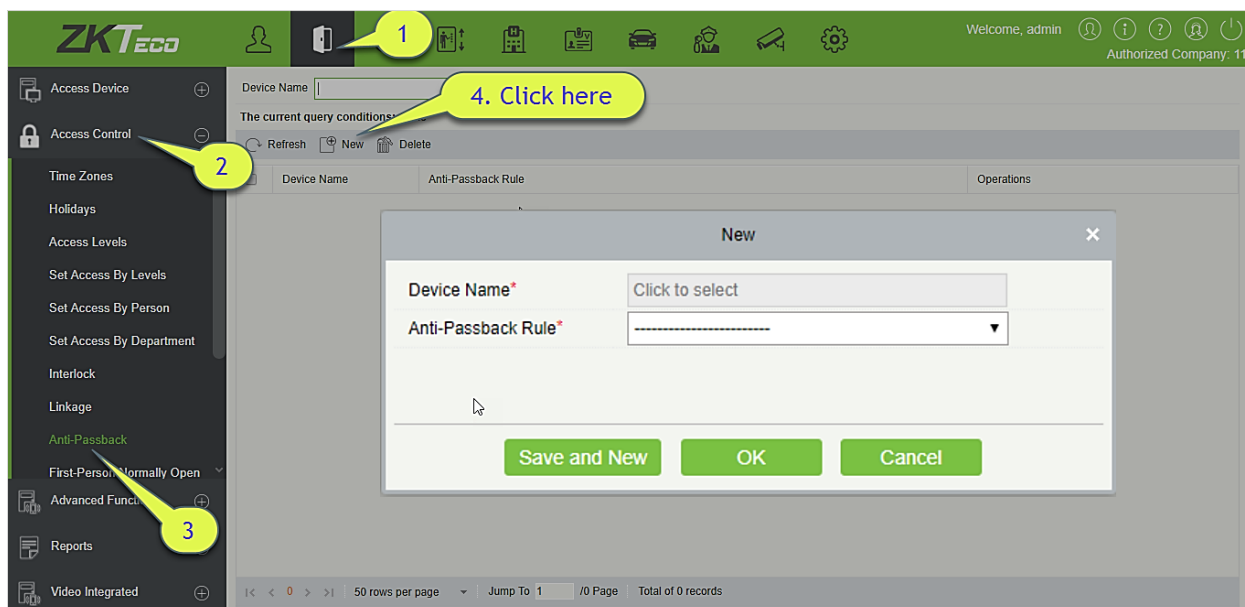 ZKTECO
1
Welcome, admin
Authorized Company: 11
Access Device
Device Name
4. Click here
The current query conditions
Access Control
Refresh New Delete
2
Time Zones
Device Name Anti-Passback Rule Operations
Holidays
Access Levels
Set Access By Levels
Set Access By Person
Set Access By Department
Interlock
Linkage
Anti-Passback
First-Person Normally Open
Advanced Functi
3
Reports
Video Integrated
New
Device Name* Click to select
Anti-Passback Rule* ------------------------
Save and New OK Cancel
0 50 rows per page Jump To 1 /0 Page Total of 0 records